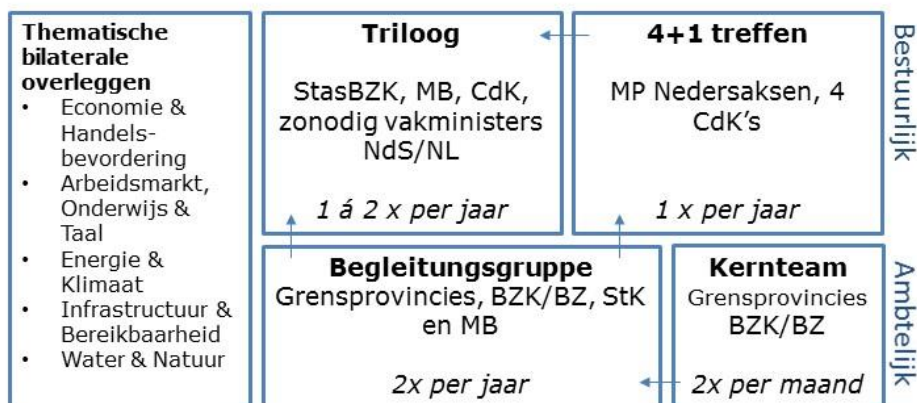 Thematische
bilaterale
overleggen
• Economie &
Handels-
bevordering
• Arbeidsmarkt,
Onderwijs &
Taal
• Energie &
Klimaat
• Infrastructuur &
Bereikbaarheid
• Water & Natuur
Triloog
StasBZK, MB, CdK,
zonodig vakministers
NdS/NL
1 á 2 x per jaar
4+1 treffen
MP Nedersaksen, 4
CdK's
1 x per jaar
Bestuurlijk
Begleitungsgruppe
Grensprovincies, BZK/BZ, StK
en MB
2x per jaar
Kernteam
Grensprovincies
BZK/BZ
2x per maand
Ambtelijk